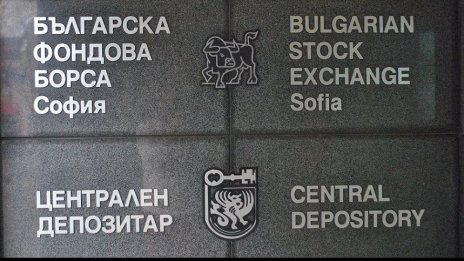 БЪЛГАРСКА
ФОНДОВА
БОРСА
София
BULGARIAN
STOCK
EXCHANGE
Sofia
ЦЕНТРАЛЕН
ДЕПОЗИТАР
CENTRAL
DEPOSITORY